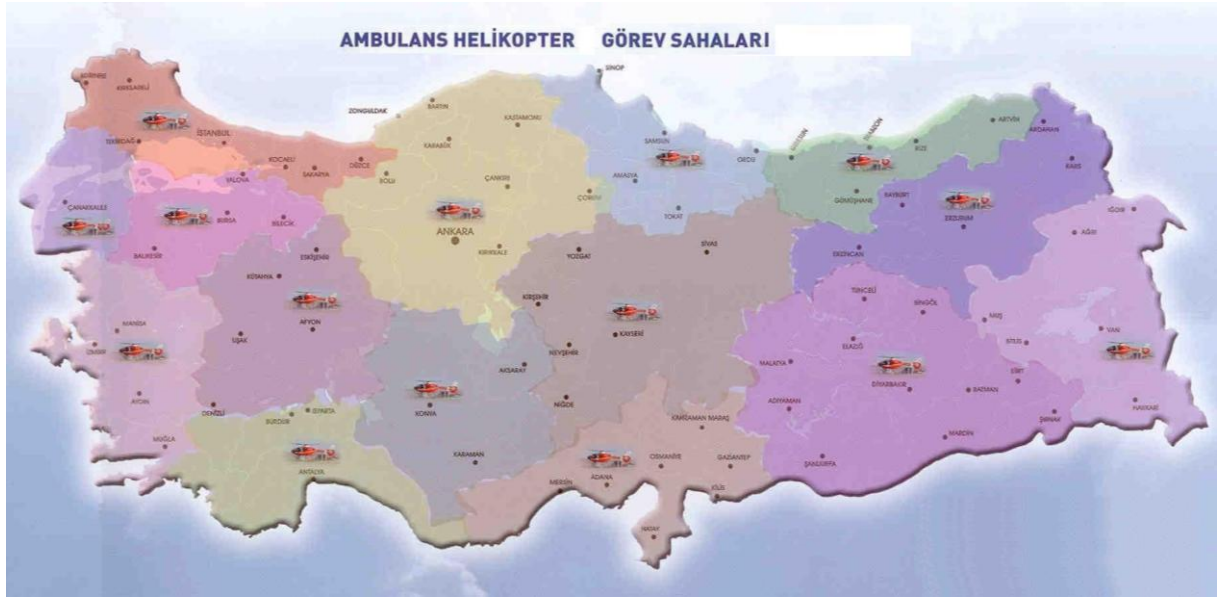 AMBULANS HELİKOPTER GÖREV SAHALARI
SİNOP
EDİRNE
KIRKLARELİ
TEKİRDAĞ
İSTANBUL
KOCAELİ
SAKARYA
DÜZCE
YALOVA
ZONGULDAK
BARTIN
KASTAMONU
KARABÜK
BOLU
ÇANKIRI
ÇORUM
ANKARA
KIRIKKALE
SAMSUN
ORDU
AMASYA
TOKAT
GİRESUN
TRABZON
RİZE
ARTVİN
GÜMÜŞHANE
BAYBURT
ARDAHAN
KARS
ERZURUM
ERZİNCAN
IĞDIR
AĞRI
ÇANAKKALE
BURSA
BİLECİK
BALIKESİR
ESKİŞEHİR
KÜTAHYA
AFYON
UŞAK
DENİZLİ
MANİSA
İZMİR
AYDIN
MUĞLA
ISPARTA
BURDUR
ANTALYA
KONYA
AKSARAY
KARAMAN
YOZGAT
SİVAS
KIRŞEHİR
KAYSERİ
NEVŞEHİR
NİĞDE
KAHRAMAN MARAŞ
OSMANİYE
GAZİANTEP
ADANA
MERSİN
KİLİS
HATAY
TUNCELİ
BİNGÖL
MUŞ
ELAZIĞ
MALATYA
DİYARBAKIR
BATMAN
SİİRT
BİTLİS
VAN
ADIYAMAN
MARDİN
ŞIRNAK
HAKKARİ
ŞANLIURFA